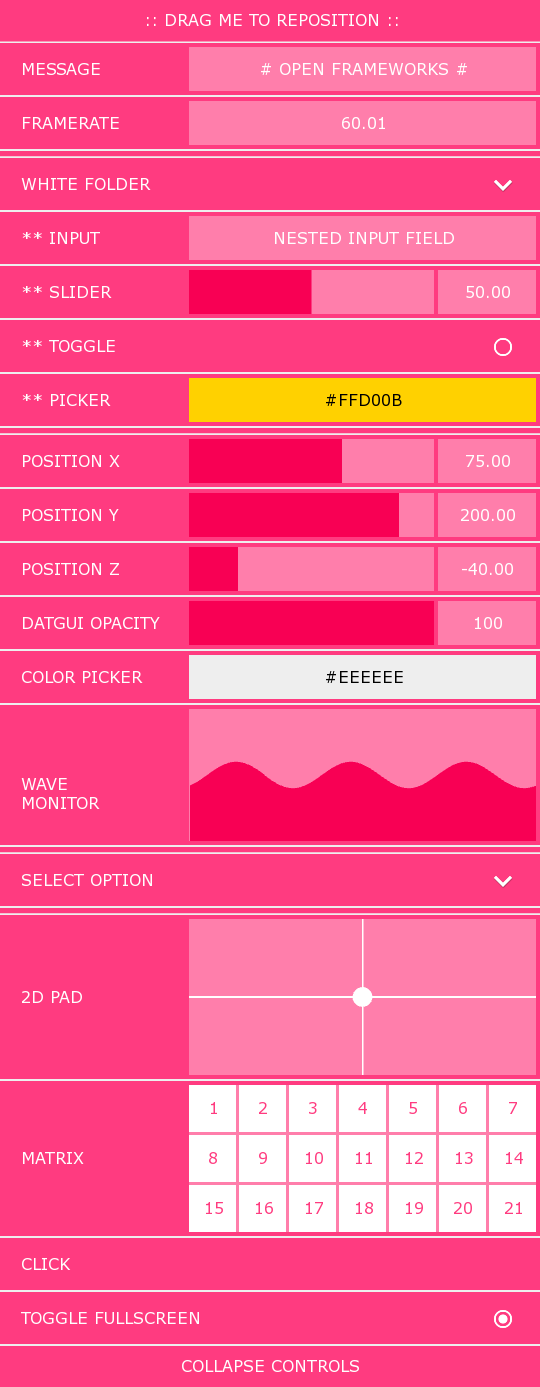 :: DRAG ME TO REPOSITION ::
MESSAGE # OPEN FRAMEWORKS #
FRAMERATE 60.01
WHITE FOLDER
** INPUT NESTED INPUT FIELD
** SLIDER 50.00
** TOGGLE
** PICKER #FFD00B
POSITION X 75.00
POSITION Y 200.00
POSITION Z -40.00
DATGUI OPACITY 100
COLOR PICKER #EEEEEE
WAVE
MONITOR
SELECT OPTION
2D PAD
1 2 3 4 5 6 7
MATRIX 8 9 10 11 12 13 14
15 16 17 18 19 20 21
CLICK
TOGGLE FULLSCREEN
COLLAPSE CONTROLS